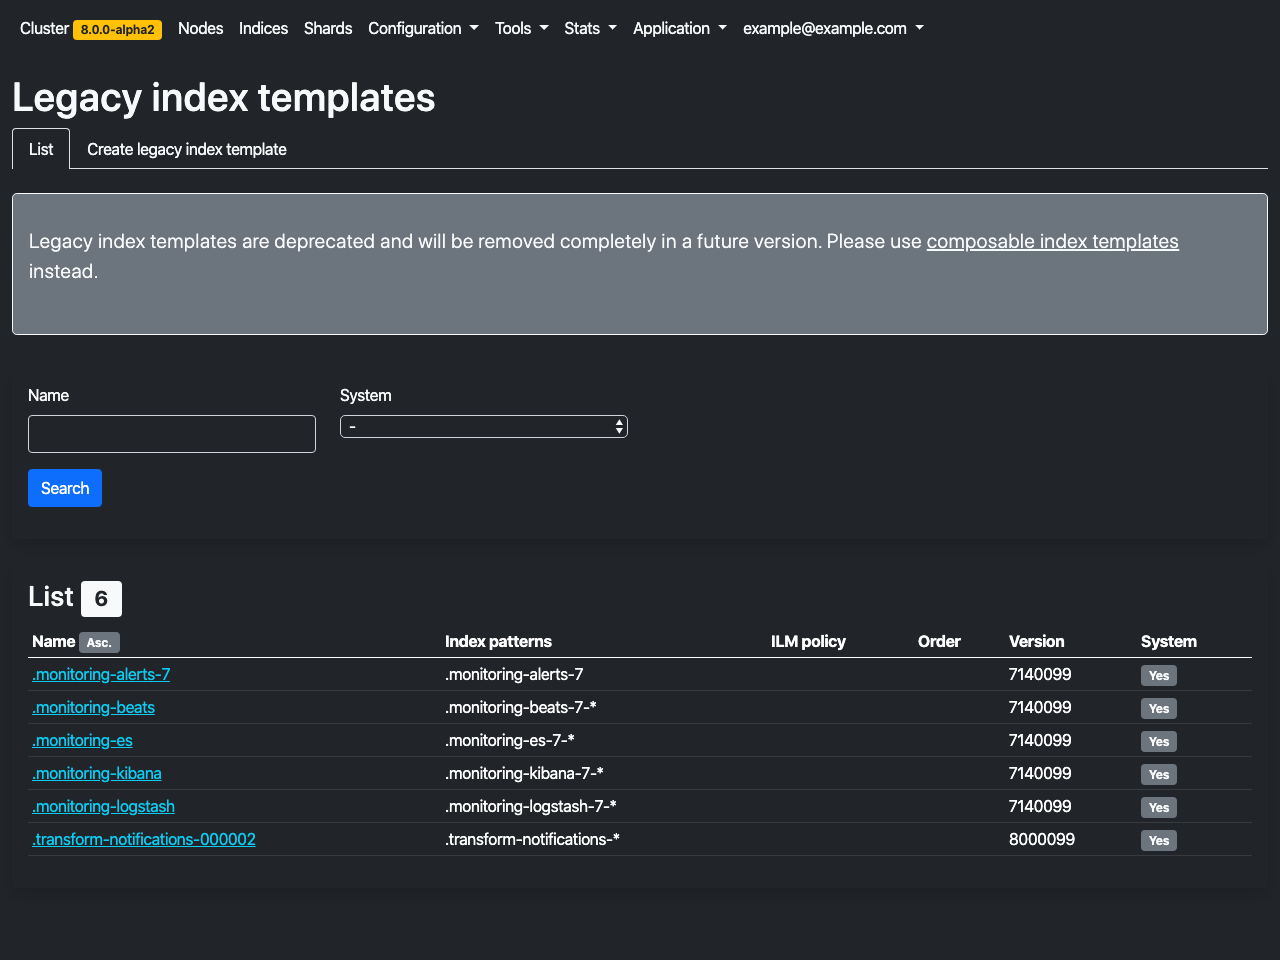 Cluster 8.0.0-alpha2 Nodes Indices Shards Configuration Tools Stats Application example@example.com
Legacy index templates
List Create legacy index template
Legacy index templates are deprecated and will be removed completely in a future version. Please use composable index templates
instead.
Name System
-
Search
List 6
Name Asc. Index patterns ILM policy Order Version System
.monitoring-alerts-7 .monitoring-alerts-7 7140099 Yes
.monitoring-beats .monitoring-beats-7-* 7140099 Yes
.monitoring-es .monitoring-es-7-* 7140099 Yes
.monitoring-kibana .monitoring-kibana-7-* 7140099 Yes
.monitoring-logstash .monitoring-logstash-7-* 7140099 Yes
.transform-notifications-000002 .transform-notifications-* 8000099 Yes